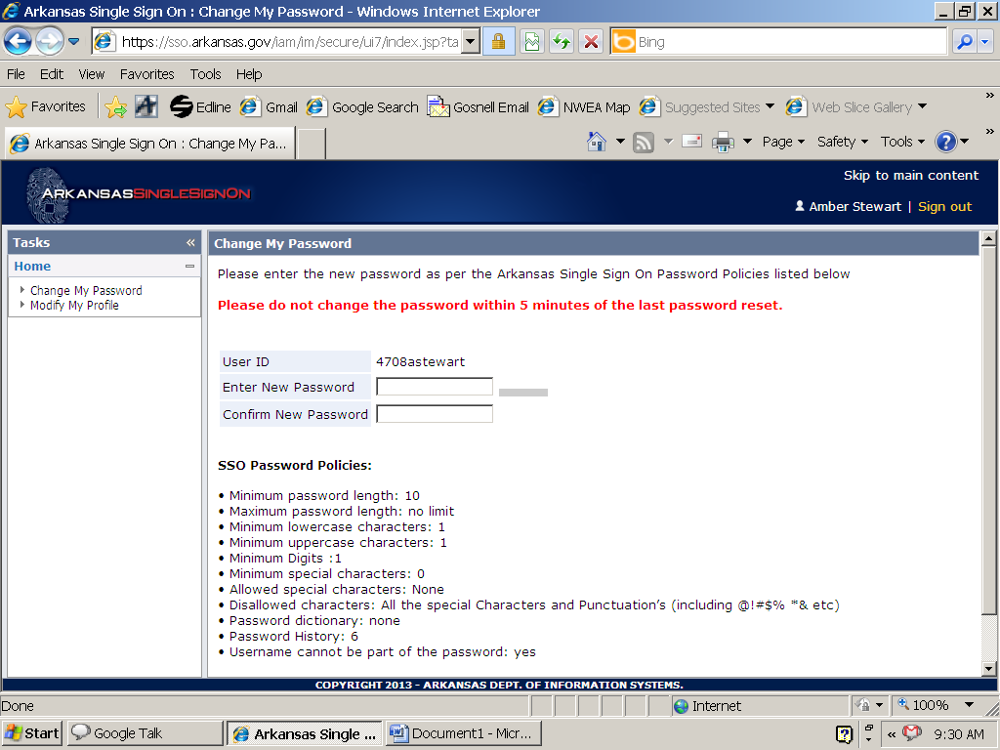 Arkansas Single Sign On : Change My Password - Windows Internet Explorer
https://sso.arkansas.gov/iam/im/secure/ui7/index.jsp?ta
Bing
File Edit View Favorites Tools Help
Favorites Edline Gmail Google Search Gosnell Email NWEA Map Suggested Sites Web Slice Gallery »
Arkansas Single Sign On : Change My Pa... Page Safety Tools »
Skip to main content
ARKANSASSINGLESIGNON
Amber Stewart | Sign out
Tasks «
Home
Change My Password
Modify My Profile
Change My Password
Please enter the new password as per the Arkansas Single Sign On Password Policies listed below
Please do not change the password within 5 minutes of the last password reset.
User ID 4708astewart
Enter New Password
Confirm New Password
SSO Password Policies:
• Minimum password length: 10
• Maximum password length: no limit
• Minimum lowercase characters: 1
• Minimum uppercase characters: 1
• Minimum Digits :1
• Minimum special characters: 0
• Allowed special characters: None
• Disallowed characters: All the special Characters and Punctuation’s (including @!#$% *& etc)
• Password dictionary: none
• Password History: 6
• Username cannot be part of the password: yes
COPYRIGHT 2013 - ARKANSAS DEPT. OF INFORMATION SYSTEMS.
Done Internet 100%
Start Google Talk Arkansas Single ... Document1 - Micr... « 9:30 AM